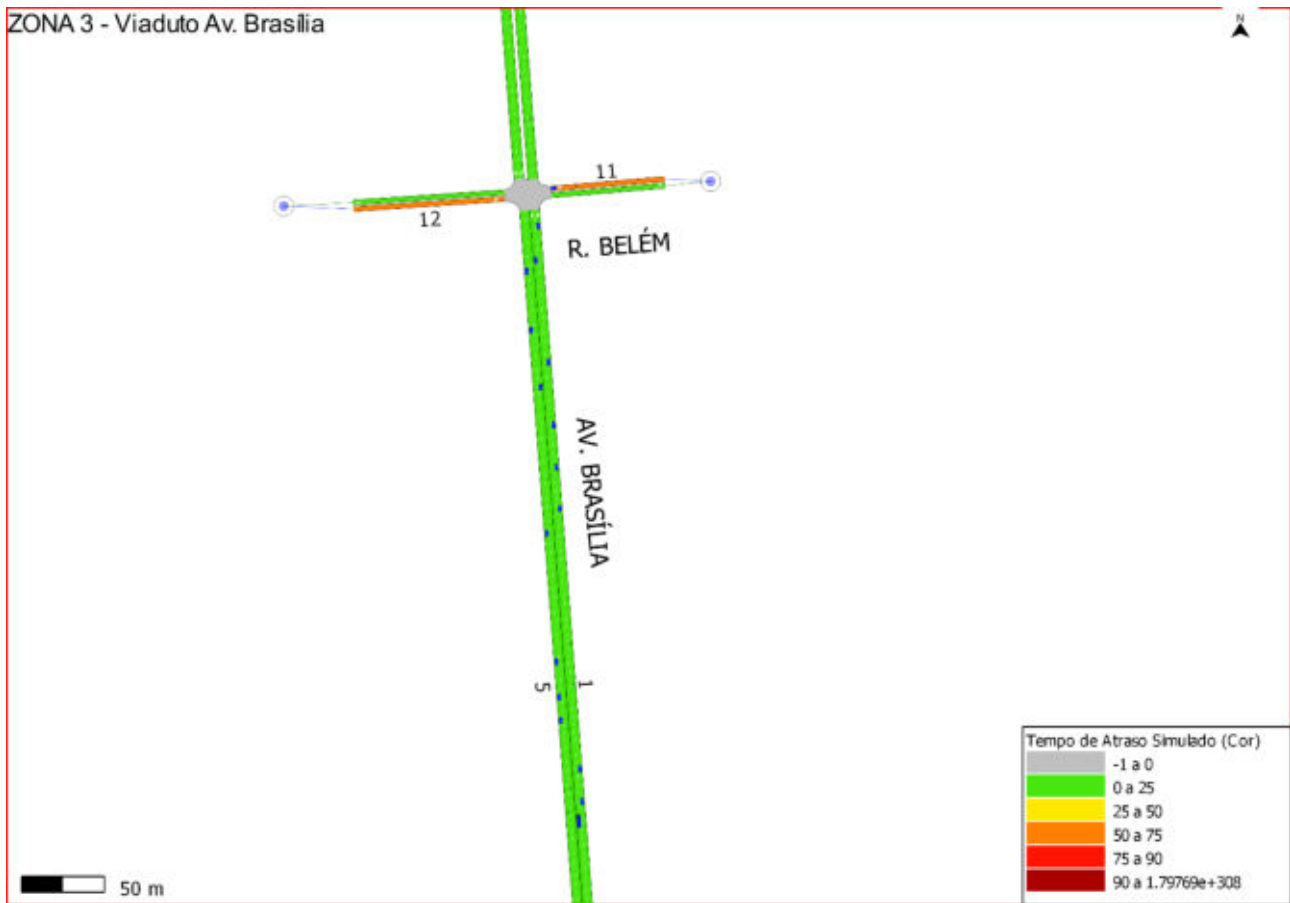 ZONA 3 - Viaduto Av. Brasília
N
11
12
R. BELÉM
AV. BRASÍLIA
5
1
Tempo de Atraso Simulado (Cor)
-1 a 0
0 a 25
25 a 50
50 a 75
75 a 90
90 a 1.79769e+308
50 m